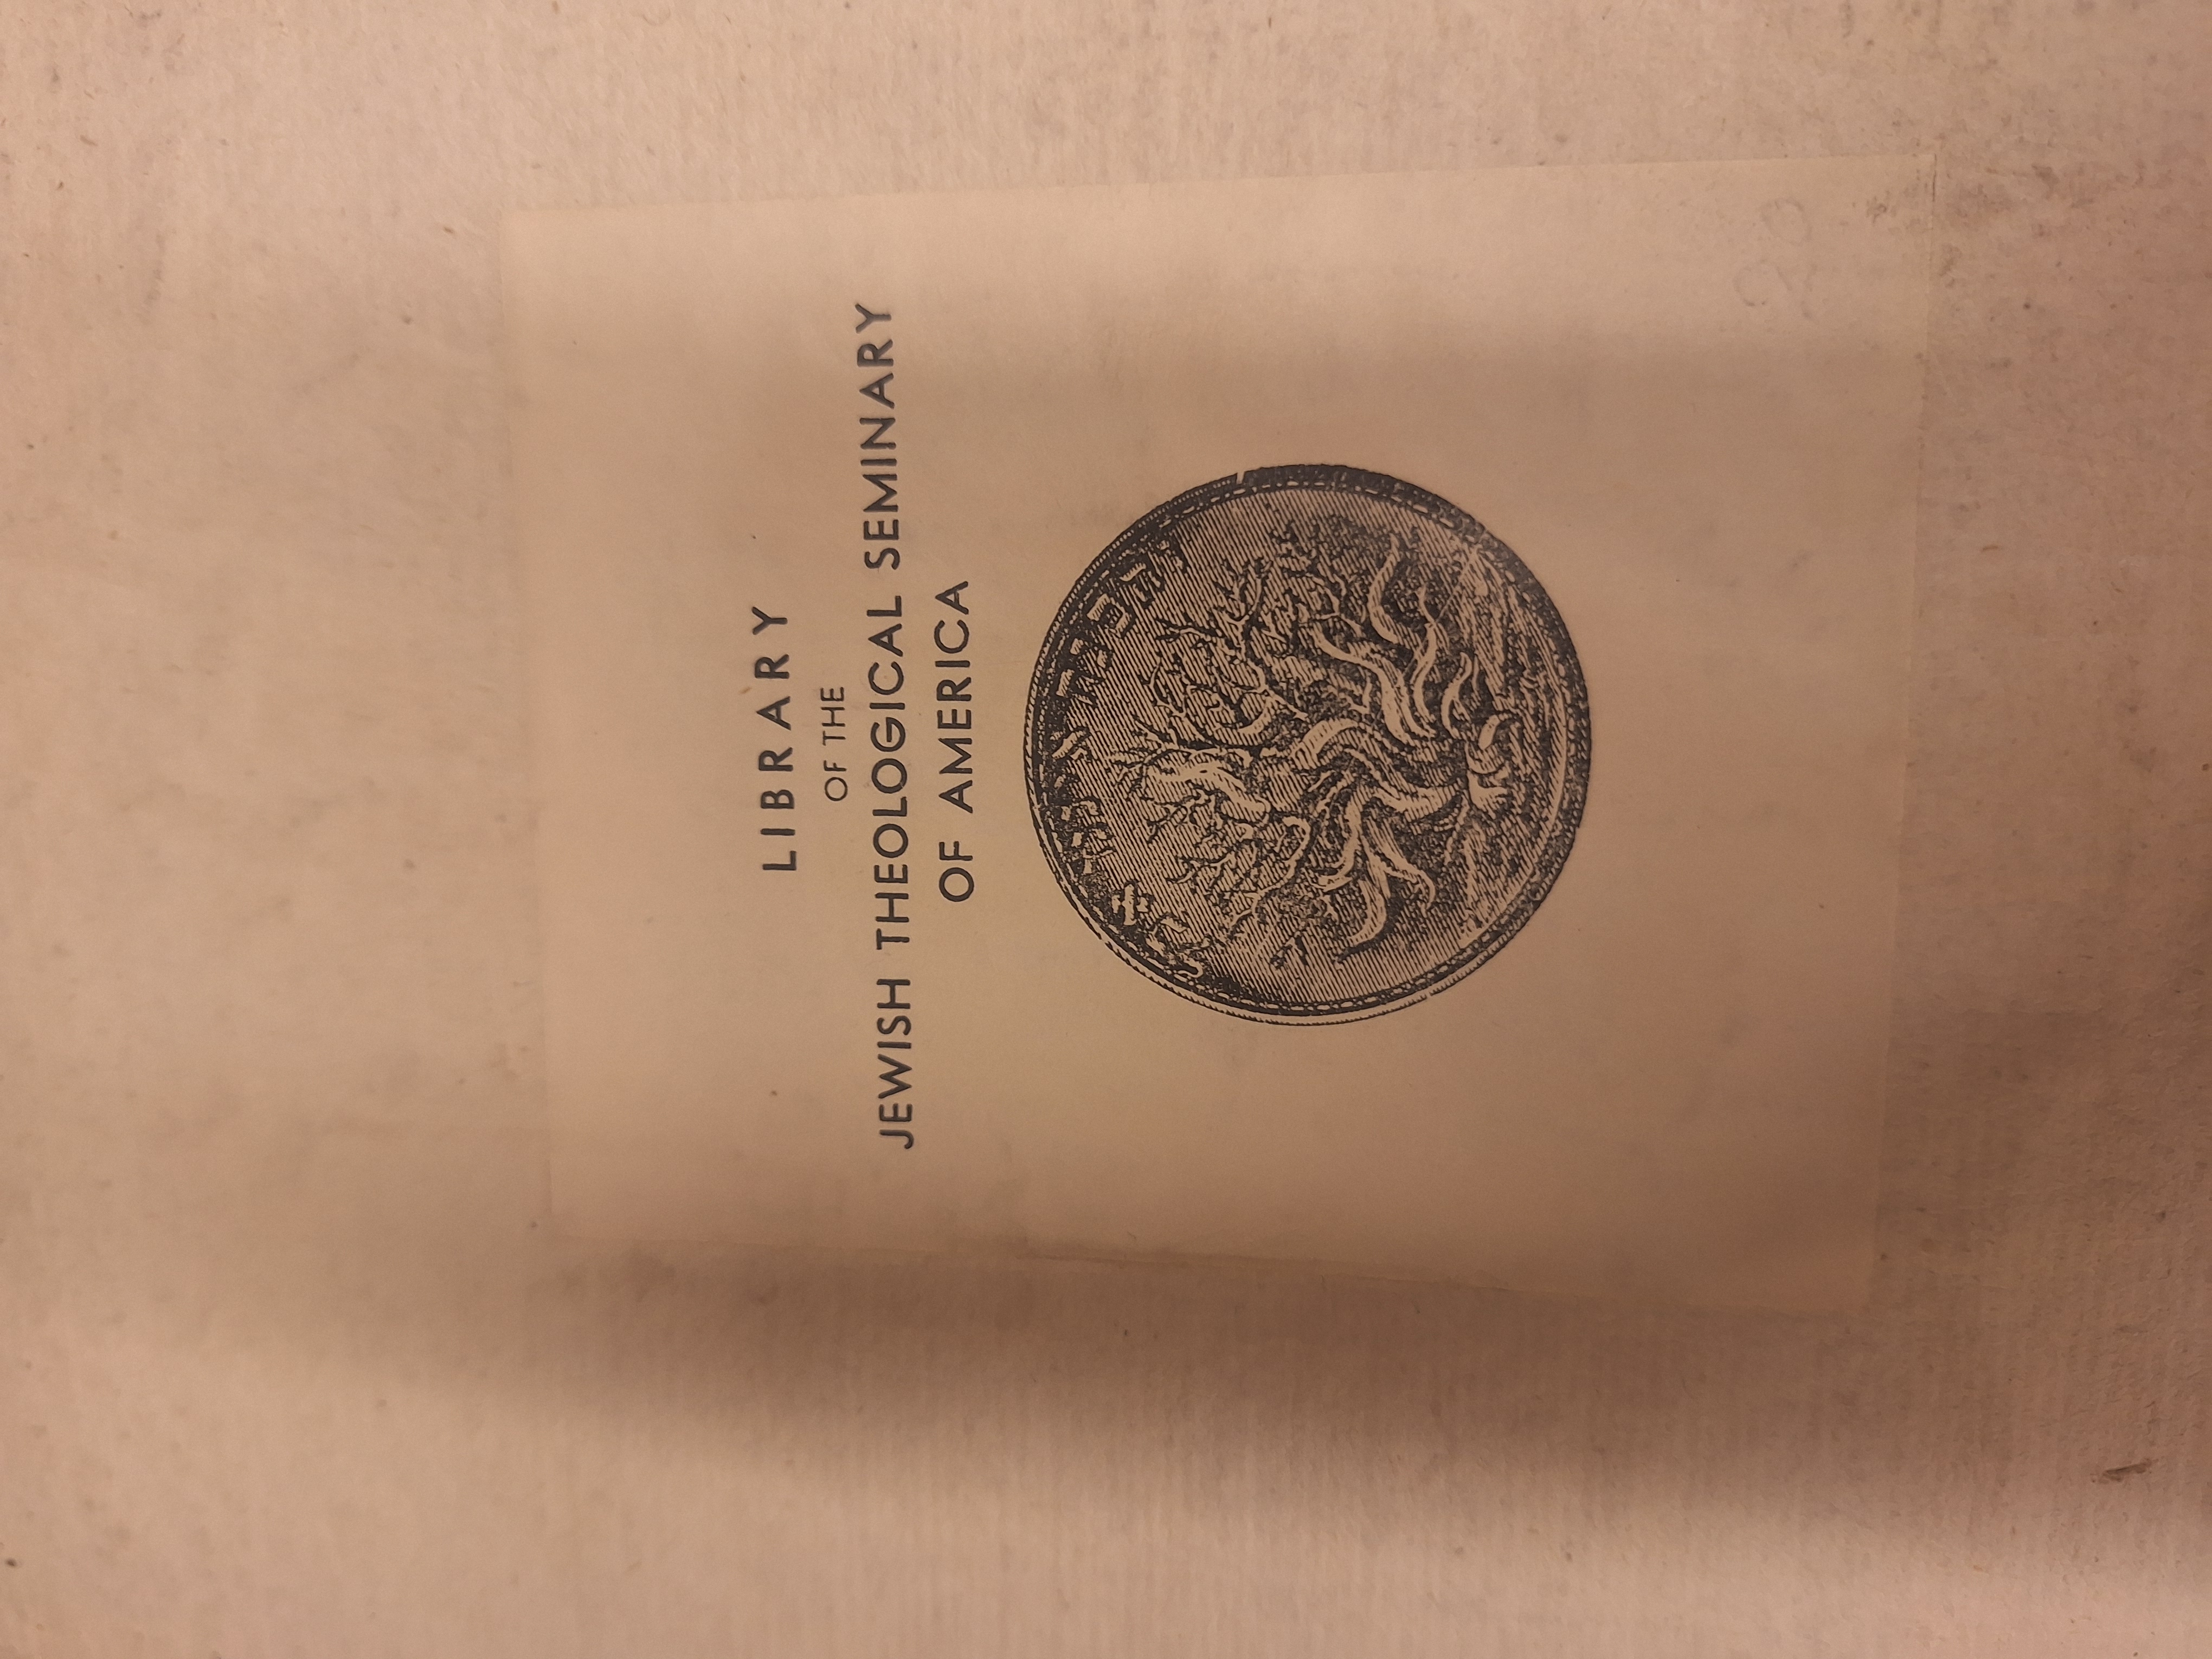 LIBRARY
OF THE
JEWISH THEOLOGICAL SEMINARY
OF AMERICA